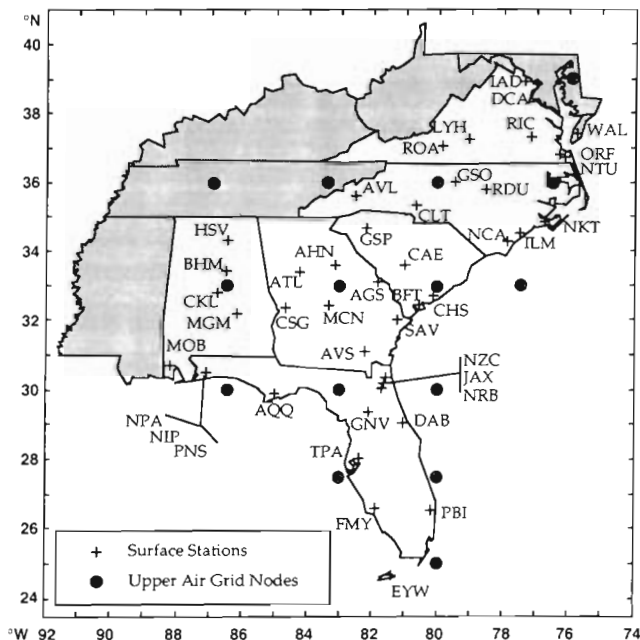 °N
40
IAD
38
DCA
LYH
RIC
WAL
ROA
ORF
NTU
36
AVL
GSO
RDU
CLT
NKT
HSV
GSP
NCA
ILM
34
AHN
CAE
BHM
ATL
CKL
AGS
BFT
CHS
MGM
CSG
MCN
32
SAV
MOB
AVS
NZC
JAX
NRB
30
AQQ
GNV
DAB
NPA
NIP
PNS
TPA
28
FMY
PBI
26
+ Surface Stations
● Upper Air Grid Nodes
EYW
24
°W 92 90 88 86 84 82 80 78 76 74